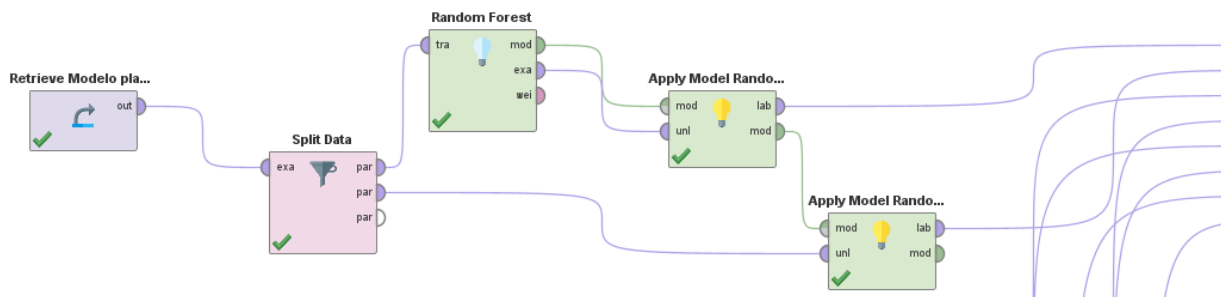 Random Forest
tra
mod
exa
wei
Retrieve Modelo pla...
out
Apply Model Rando...
mod
lab
unl
mod
Split Data
exa
par
par
par
Apply Model Rando...
mod
lab
unl
mod